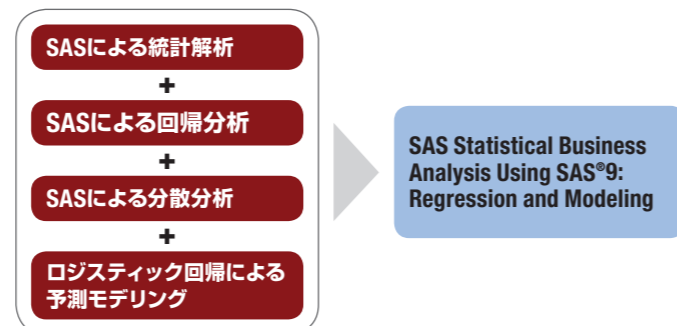 SASによる統計解析
+
SASによる回帰分析
+
SASによる分散分析
+
ロジスティック回帰による
予測モデリング
SAS Statistical Business
Analysis Using SAS®9:
Regression and Modeling